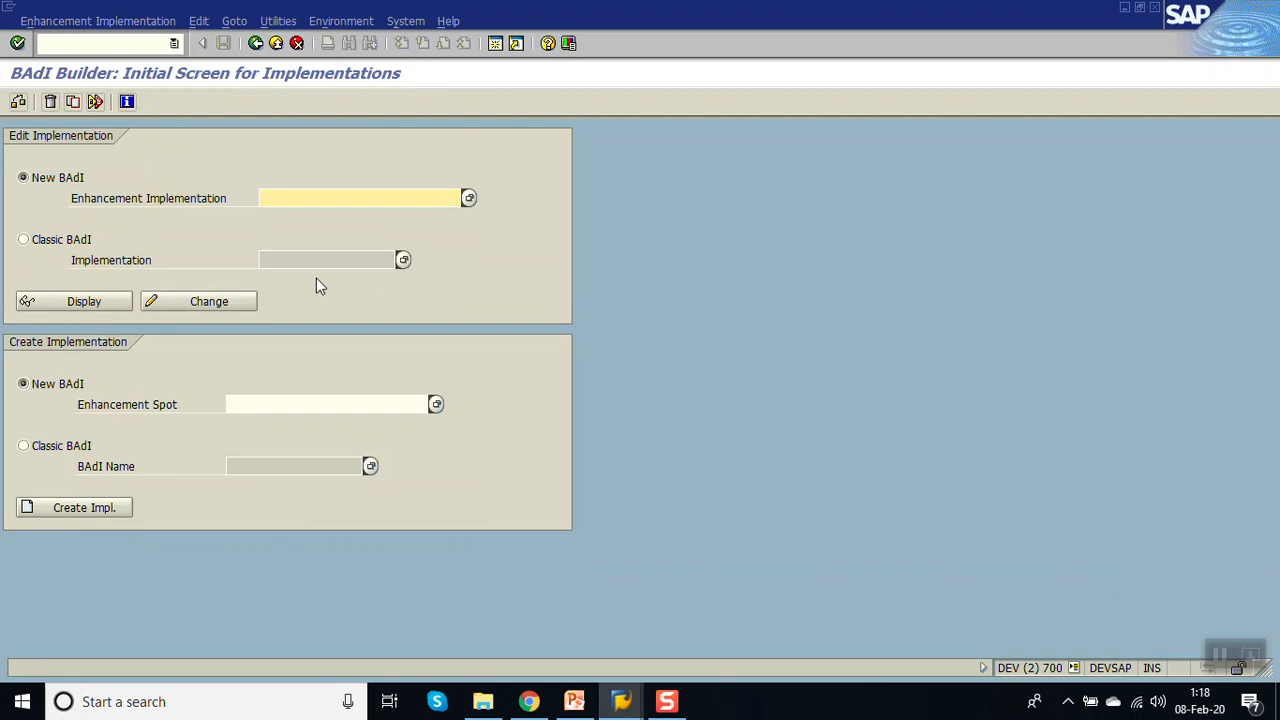 Enhancement Implementation Edit Goto Utilities Environment System Help
SAP
BAdI Builder: Initial Screen for Implementations
Edit Implementation
New BAdI
Enhancement Implementation
Classic BAdI
Implementation
Display Change
Create Implementation
New BAdI
Enhancement Spot
Classic BAdI
BAdI Name
Create Impl.
DEV (2) 700 DEVSAP INS
Start a search
1:18
08-Feb-20
7